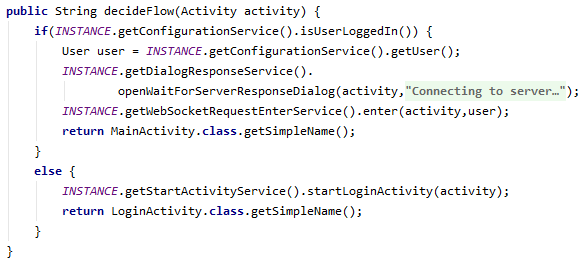 public String decideFlow(Activity activity) {
    if(INSTANCE.getConfigurationService().isUserLoggedIn()) {
        User user = INSTANCE.getConfigurationService().getUser();
        INSTANCE.getDialogResponseService().
                openWaitForServerResponseDialog(activity,"Connecting to server…");
        INSTANCE.getWebSocketRequestEnterService().enter(activity,user);
        return MainActivity.class.getSimpleName();
    }
    else {
        INSTANCE.getStartActivityService().startLoginActivity(activity);
        return LoginActivity.class.getSimpleName();
    }
}